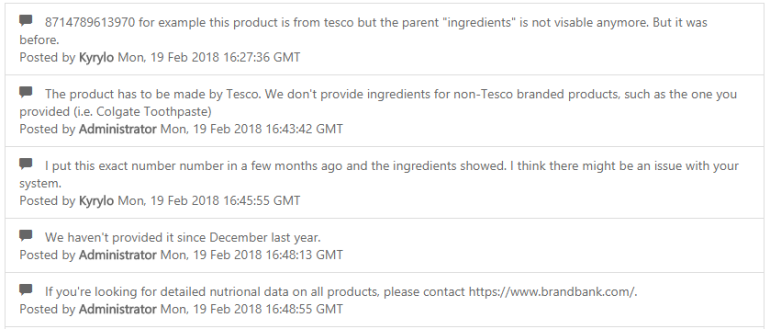 8714789613970 for example this product is from tesco but the parent "ingredients" is not visable anymore. But it was
before.
Posted by Kyrylo Mon, 19 Feb 2018 16:27:36 GMT
The product has to be made by Tesco. We don't provide ingredients for non-Tesco branded products, such as the one you
provided (i.e. Colgate Toothpaste)
Posted by Administrator Mon, 19 Feb 2018 16:43:42 GMT
I put this exact number number in a few months ago and the ingredients showed. I think there might be an issue with your
system.
Posted by Kyrylo Mon, 19 Feb 2018 16:45:55 GMT
We haven't provided it since December last year.
Posted by Administrator Mon, 19 Feb 2018 16:48:13 GMT
If you're looking for detailed nutrional data on all products, please contact https://www.brandbank.com/.
Posted by Administrator Mon, 19 Feb 2018 16:48:55 GMT